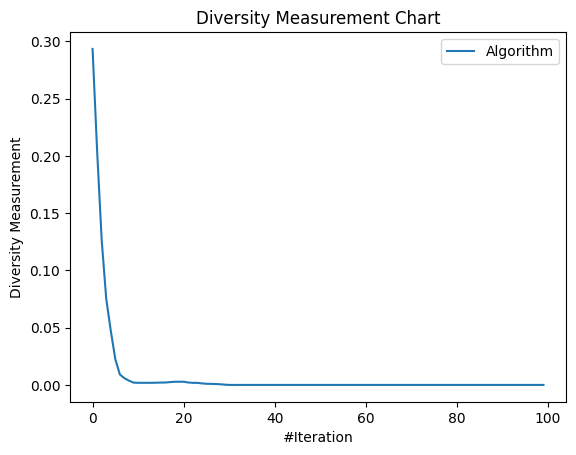 Diversity Measurement Chart
Algorithm
Diversity Measurement
0.30
0.25
0.20
0.15
0.10
0.05
0.00
0 20 40 60 80 100
#Iteration